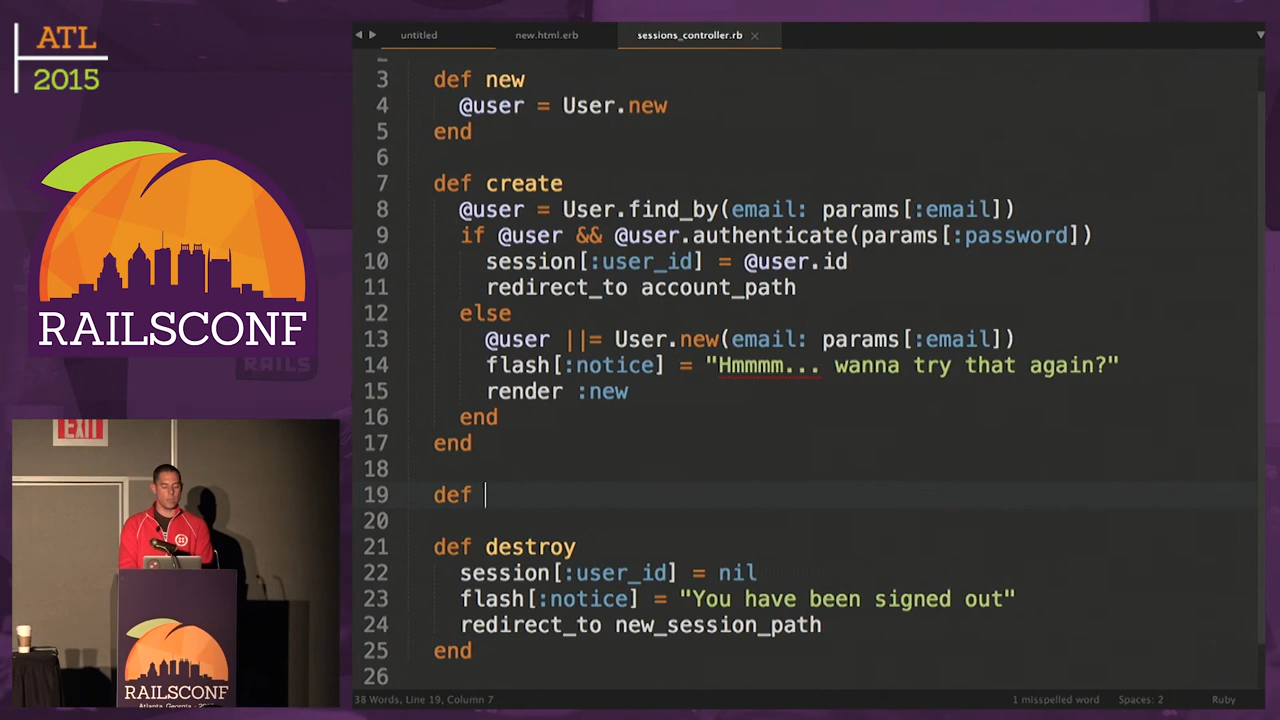 ATL
2015
RAILSCONF
RAILS
EXIT
RAILSCONF
untitled
new.html.erb
sessions_controller.rb
2
3 def new
4 @user = User.new
5 end
6
7 def create
8 @user = User.find_by(email: params[:email])
9 if @user && @user.authenticate(params[:password])
10 session[:user_id] = @user.id
11 redirect_to account_path
12 else
13 @user ||= User.new(email: params[:email])
14 flash[:notice] = "Hmmmm... wanna try that again?"
15 render :new
16 end
17 end
18
19 def
20
21 def destroy
22 session[:user_id] = nil
23 flash[:notice] = "You have been signed out"
24 redirect_to new_session_path
25 end
26
38 Words, Line 19, Column 7
1 misspelled word
Spaces: 2
Ruby